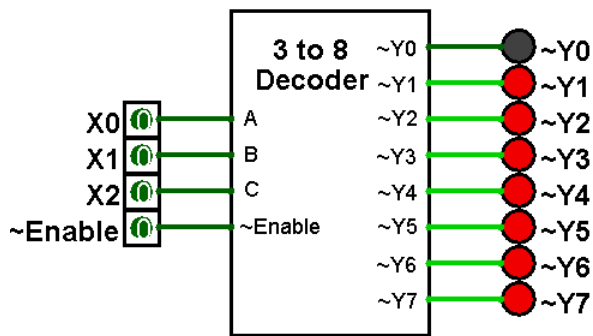 3 to 8
Decoder
X0 0
X1 0
X2 0
~Enable 0
A
B
C
~Enable
~Y0
~Y1
~Y2
~Y3
~Y4
~Y5
~Y6
~Y7
~Y0
~Y1
~Y2
~Y3
~Y4
~Y5
~Y6
~Y7